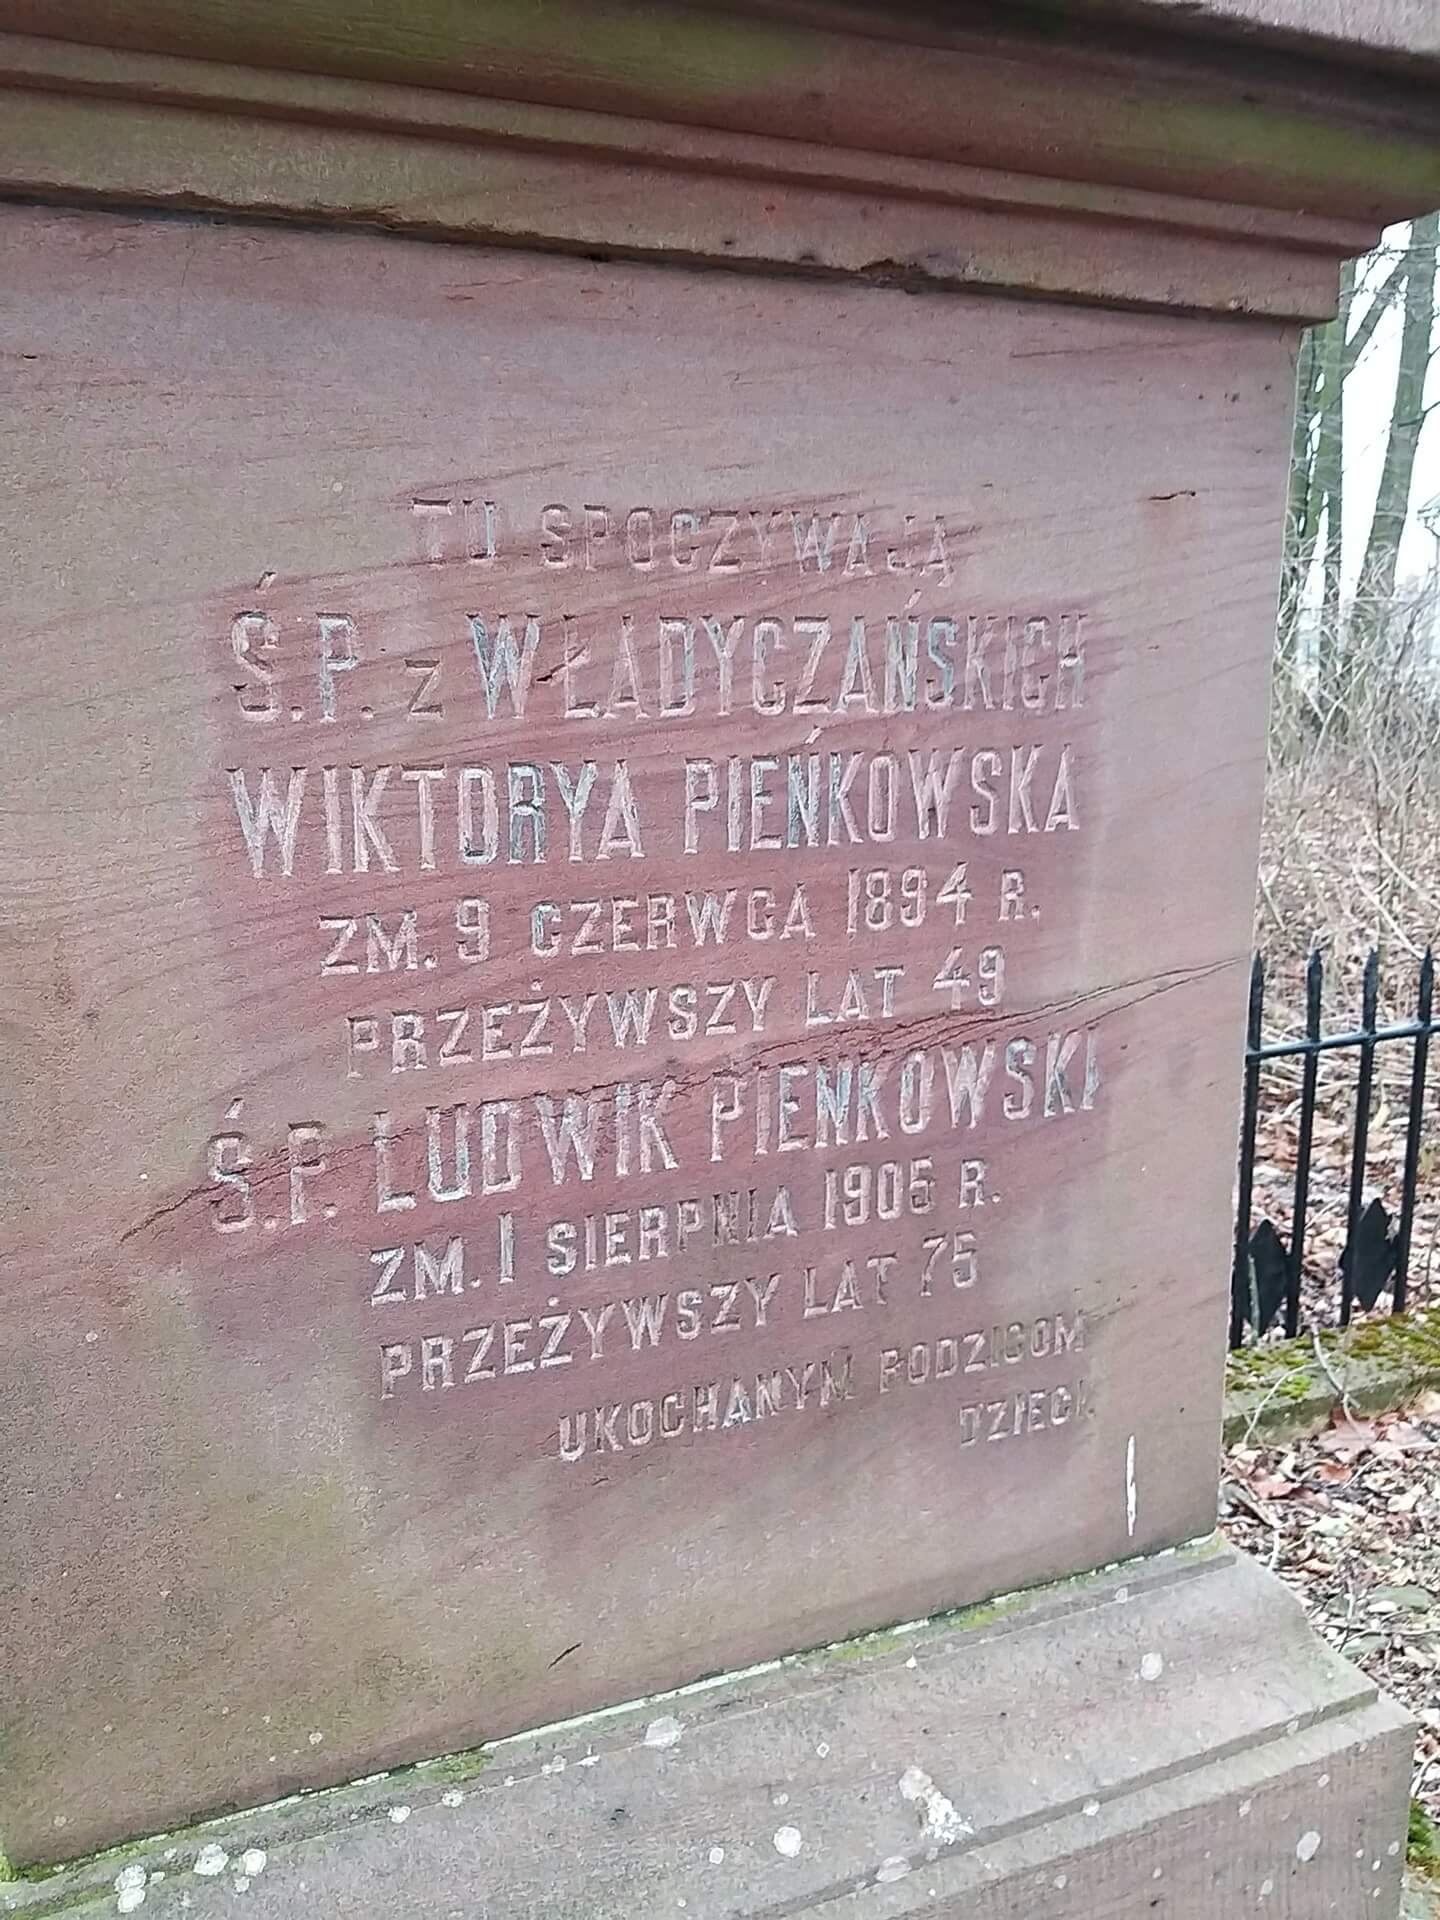 TU SPOCZYWAJĄ
Ś.P. z WŁADYCZAŃSKICH
WIKTORYA PIEŃKOWSKA
ZM. 9 CZERWCA 1894 R.
PRZEŻYWSZY LAT 49
Ś.P. LUDWIK PIENKOWSKI
ZM. 1 SIERPNIA 1905 R.
PRZEŻYWSZY LAT 75
UKOCHANYM RODZICOM
DZIECI